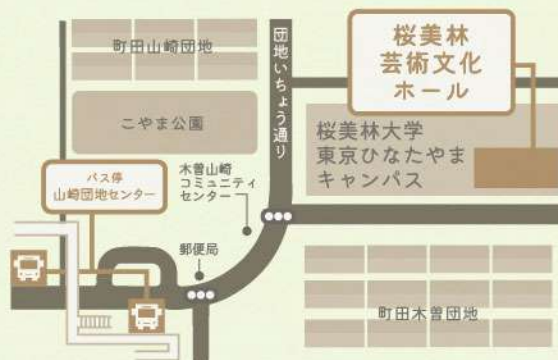 町田山崎団地
団地いちょう通り
桜美林
芸術文化
ホール
こやま公園
桜美林大学
東京ひなたやま
キャンパス
バス停
山崎団地センター
木曽山崎
コミュニティ
センター
郵便局
町田木曽団地